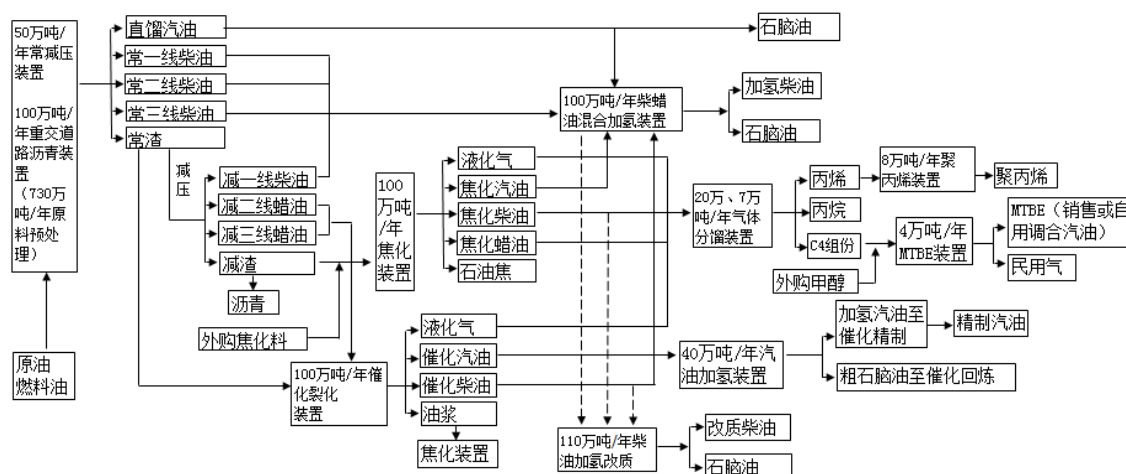 50万吨/
年常减压
装置
100万吨/
年重交道
路沥青装
置
(730万
吨/年原
料预处
理)
原油
燃料油
直馏汽油
常一线柴油
常二线柴油
常三线柴油
常渣
减压
减一线柴油
减二线蜡油
减三线蜡油
减渣
沥青
外购焦化料
100
万吨
/年
焦化
装置
液化气
焦化汽油
焦化柴油
焦化蜡油
石油焦
100万吨/年催
化裂化
装置
液化气
催化汽油
催化柴油
油浆
焦化装置
石脑油
100万吨/年柴蜡
油混合加氢装置
加氢柴油
石脑油
20万、7万
吨/年气体
分馏装置
丙烯
丙烷
C4组份
外购甲醇
8万吨/年聚
丙烯装置
聚丙烯
4万吨/年
MTBE装置
MTBE(销售或自
用调合汽油)
民用气
40万吨/年汽
油加氢装置
加氢汽油至
催化精制
精制汽油
粗石脑油至催化回炼
110万吨/年柴
油加氢改质
改质柴油
石脑油